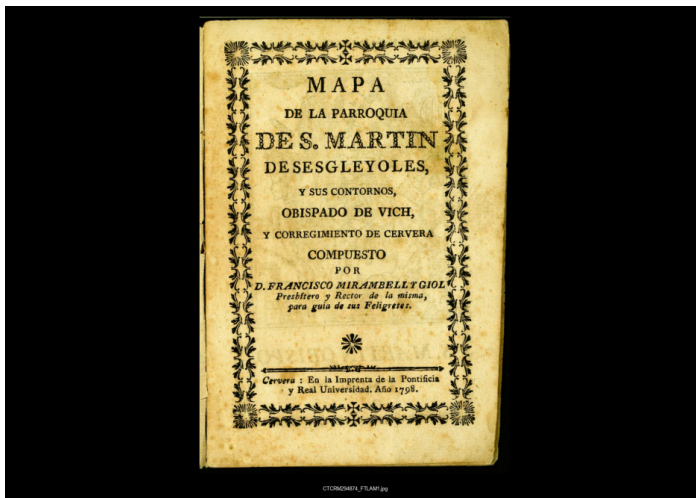 MAPA
DE LA PARROQUIA
DE S. MARTIN
DE SESGLEYOLES,
Y SUS CONTORNOS,
OBISPADO DE VICH,
Y CORREGIMIENTO DE CERVERA
COMPUESTO
POR
D. FRANCISCO MIRAMBELL Y GIOL
Presbítero y Rector de la misma,
para guia de sus Feligreses.
Cervera : En la Imprenta de la Pontificia
y Real Universidad. Año 1798.
CTCRM294874_FTLAM1.jpg